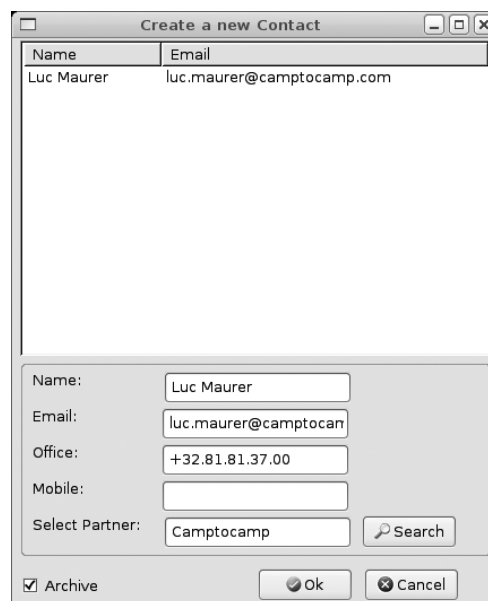 Create a new Contact
Name Email
Luc Maurer luc.maurer@camptocamp.com
Name: Luc Maurer
Email: luc.maurer@camptocam
Office: +32.81.81.37.00
Mobile:
Select Partner: Camptocamp Search
Archive Ok Cancel